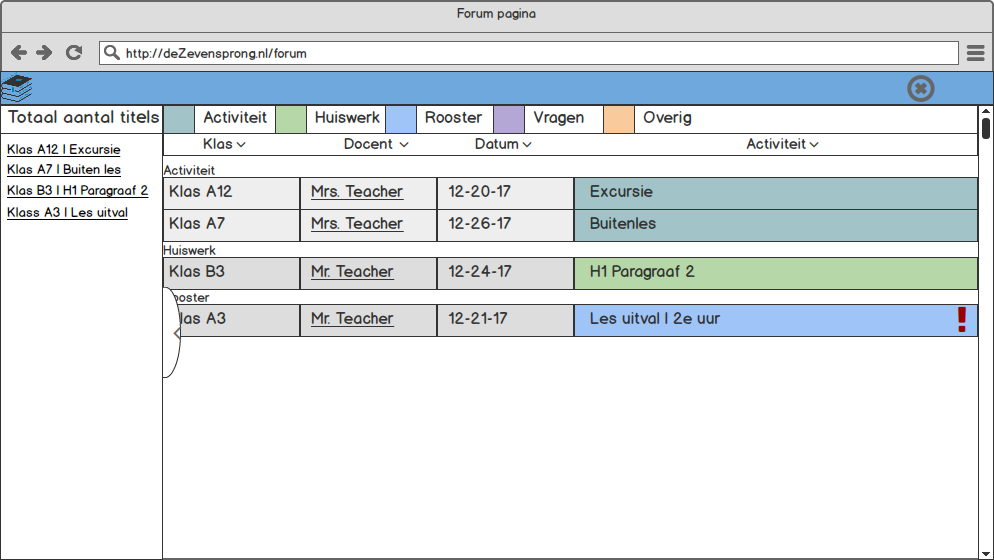 Forum pagina
http://deZevensprong.nl/forum
Totaal aantal titels
Activiteit Huiswerk Rooster Vragen Overig
Klas Docent Datum Activiteit
Klas A12 | Excursie
Klas A7 | Buiten les
Klas B3 | H1 Paragraaf 2
Klass A3 | Les uitval
Activiteit
Klas A12 Mrs. Teacher 12-20-17 Excursie
Klas A7 Mrs. Teacher 12-26-17 Buitenles
Huiswerk
Klas B3 Mr. Teacher 12-24-17 H1 Paragraaf 2
ooster
las A3 Mr. Teacher 12-21-17 Les uitval | 2e uur !